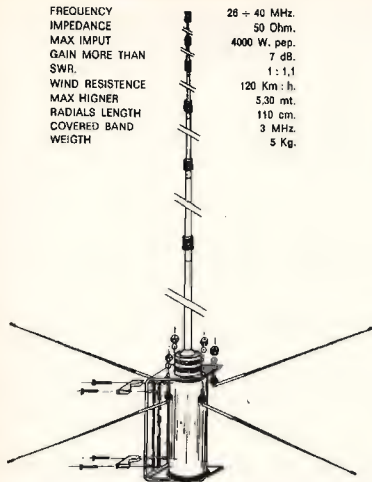 FREQUENCY 26 ÷ 40 MHz.
IMPEDANCE 50 Ohm.
MAX IMPUT 4000 W. pep.
GAIN MORE THAN 7 dB.
SWR. 1 : 1,1
WIND RESISTENCE 120 Km : h.
MAX HIGNER 5,30 mt.
RADIALS LENGTH 110 cm.
COVERED BAND 3 MHz.
WEIGTH 5 Kg.